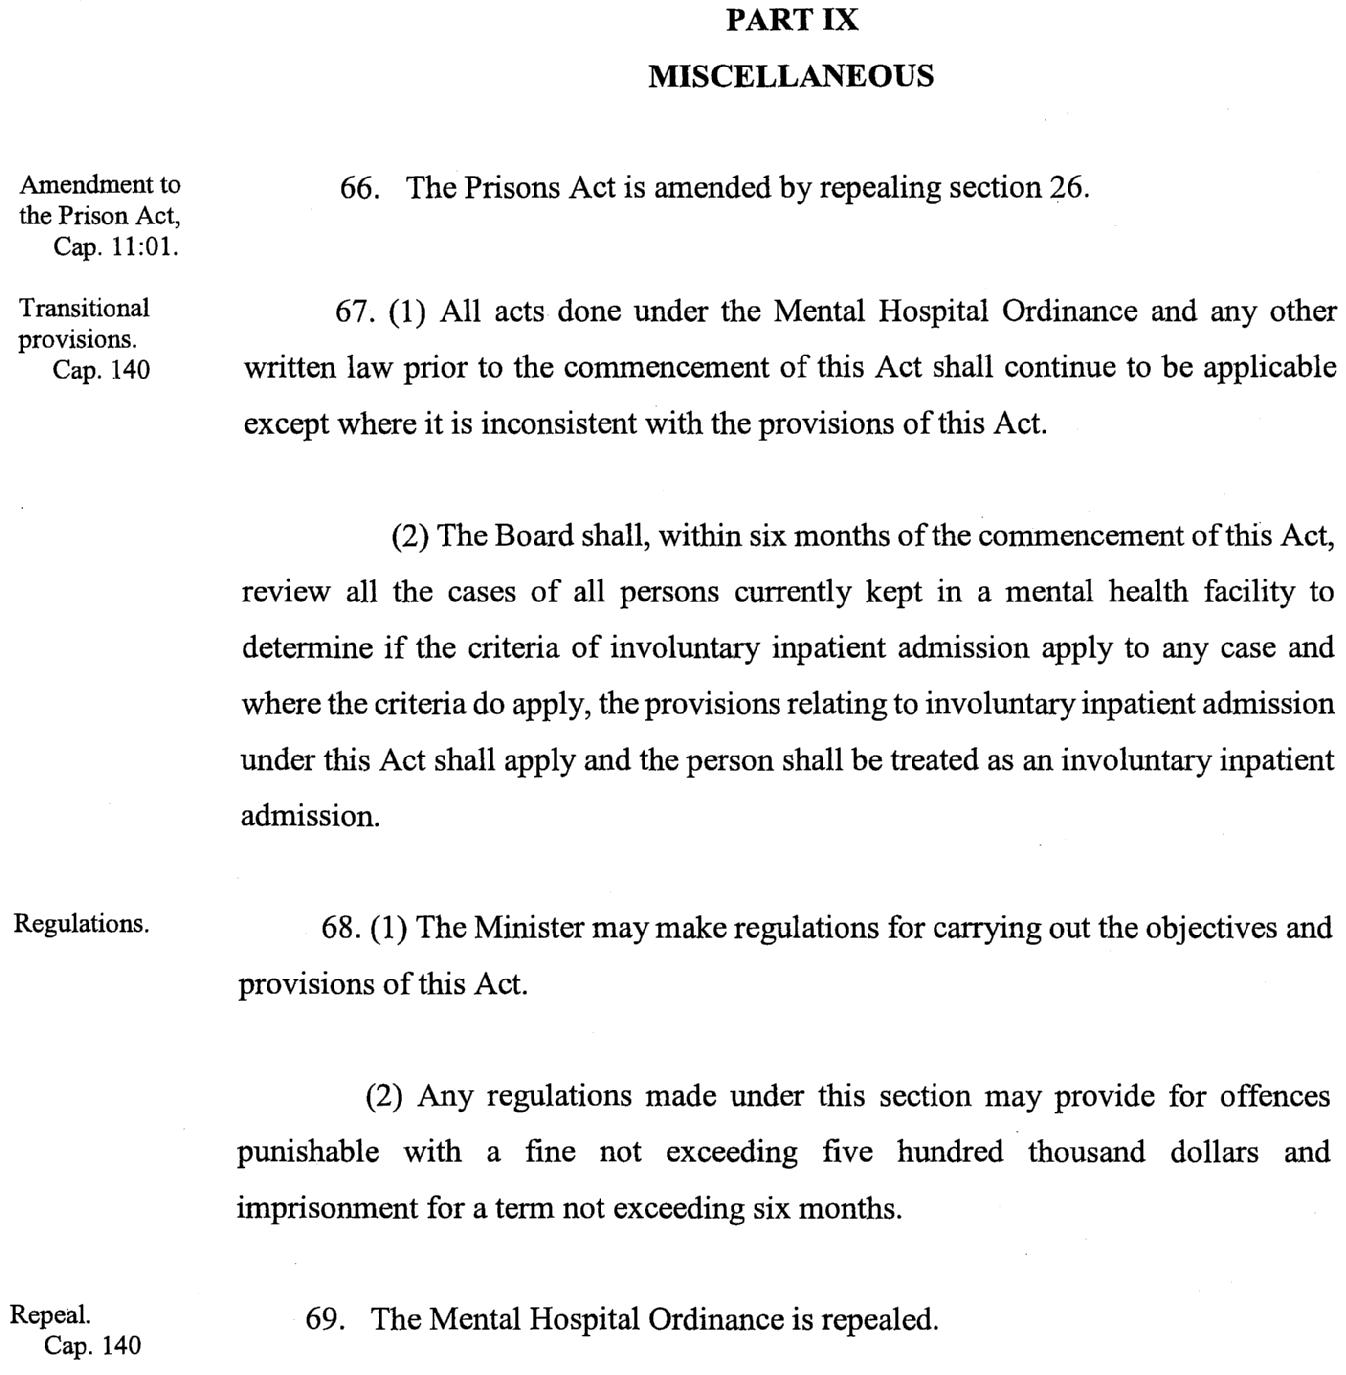 PART IX
MISCELLANEOUS
Amendment to
the Prison Act,
Cap. 11:01.
66. The Prisons Act is amended by repealing section 26.
Transitional
provisions.
Cap. 140
67. (1) All acts done under the Mental Hospital Ordinance and any other
written law prior to the commencement of this Act shall continue to be applicable
except where it is inconsistent with the provisions of this Act.
(2) The Board shall, within six months of the commencement of this Act,
review all the cases of all persons currently kept in a mental health facility to
determine if the criteria of involuntary inpatient admission apply to any case and
where the criteria do apply, the provisions relating to involuntary inpatient admission
under this Act shall apply and the person shall be treated as an involuntary inpatient
admission.
Regulations.
68. (1) The Minister may make regulations for carrying out the objectives and
provisions of this Act.
(2) Any regulations made under this section may provide for offences
punishable with a fine not exceeding five hundred thousand dollars and
imprisonment for a term not exceeding six months.
Repeal.
Cap. 140
69. The Mental Hospital Ordinance is repealed.